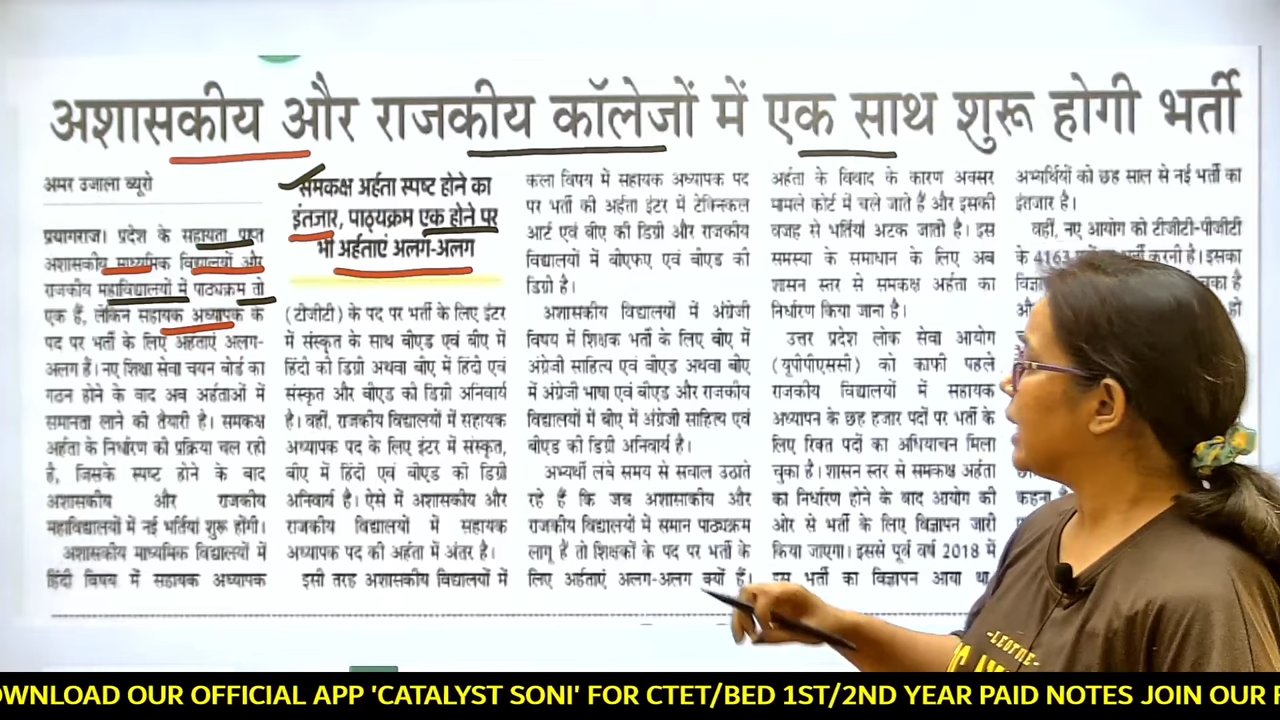 अशासकीय और राजकीय कॉलेजों में एक साथ शुरू होगी भर्ती
अमर उजाला ब्यूरो
प्रयागराज। प्रदेश के सहायता प्राप्त
अशासकीय माध्यमिक विद्यालयों और
राजकीय महाविद्यालयों में पाठ्यक्रम तो
एक हैं, लेकिन सहायक अध्यापक के
पद पर भर्ती के लिए अर्हताएं अलग-
अलग हैं। नए शिक्षा सेवा चयन बोर्ड का
गठन होने के बाद अब अर्हताओं में
समानता लाने की तैयारी है। समकक्ष
अर्हता के निर्धारण की प्रक्रिया चल रही
है, जिसके स्पष्ट होने के बाद
अशासकीय और राजकीय
महाविद्यालयों में नई भर्तियां शुरू होंगी।
अशासकीय माध्यमिक विद्यालयों में
हिंदी विषय में सहायक अध्यापक
समकक्ष अर्हता स्पष्ट होने का
इंतजार, पाठ्यक्रम एक होने पर
भी अर्हताएं अलग-अलग
(टीजीटी) के पद पर भर्ती के लिए इंटर
में संस्कृत के साथ बीएड एवं बीए में
हिंदी की डिग्री अथवा बीए में हिंदी एवं
संस्कृत और बीएड की डिग्री अनिवार्य
है। वहीं, राजकीय विद्यालयों में सहायक
अध्यापक पद के लिए इंटर में संस्कृत,
बीए में हिंदी एवं बीएड की डिग्री
अनिवार्य है। ऐसे में अशासकीय और
राजकीय विद्यालयों में सहायक
अध्यापक पद की अर्हता में अंतर है।
इसी तरह अशासकीय विद्यालयों में
कला विषय में सहायक अध्यापक पद
पर भर्ती की अर्हता इंटर में टेक्निकल
आर्ट एवं बीए की डिग्री और राजकीय
विद्यालयों में बीएफए एवं बीएड की
डिग्री है।
अशासकीय विद्यालयों में अंग्रेजी
विषय में शिक्षक भर्ती के लिए बीए में
अंग्रेजी साहित्य एवं बीएड अथवा बीए
में अंग्रेजी भाषा एवं बीएड और राजकीय
विद्यालयों में बीए में अंग्रेजी साहित्य एवं
बीएड की डिग्री अनिवार्य है।
अभ्यर्थी लंबे समय से सवाल उठाते
रहे हैं कि जब अशासाकीय और
राजकीय विद्यालयों में समान पाठ्यक्रम
लागू हैं तो शिक्षकों के पद पर भर्ती के
लिए अर्हताएं अलग-अलग क्यों हैं।
अर्हता के विवाद के कारण अक्सर
मामले कोर्ट में चले जाते हैं और इसकी
वजह से भर्तियां अटक जाती है। इस
समस्या के समाधान के लिए अब
शासन स्तर से समकक्ष अर्हता का
निर्धारण किया जाना है।
उत्तर प्रदेश लोक सेवा आयोग
(यूपीपीएससी) को काफी पहले
राजकीय विद्यालयों में सहायक
अध्यापन के छह हजार पदों पर भर्ती के
लिए रिक्त पदों का अधियाचन मिला
चुका है। शासन स्तर से समकक्ष अर्हता
का निर्धारण होने के बाद आयोग की
ओर से भर्ती के लिए विज्ञापन जारी
किया जाएगा। इससे पूर्व वर्ष 2018 में
इस भर्ती का विज्ञापन आया था
अभ्यर्थियों को छह साल से नई भर्ती का
इंतजार है।
वहीं, नए आयोग को टीजीटी-पीजीटी
के 4163 भर्ती करनी है। इसका
चुका है
हो
कहना
LEOFIE
DOWNLOAD OUR OFFICIAL APP 'CATALYST SONI' FOR CTET/BED 1ST/2ND YEAR PAID NOTES JOIN OUR